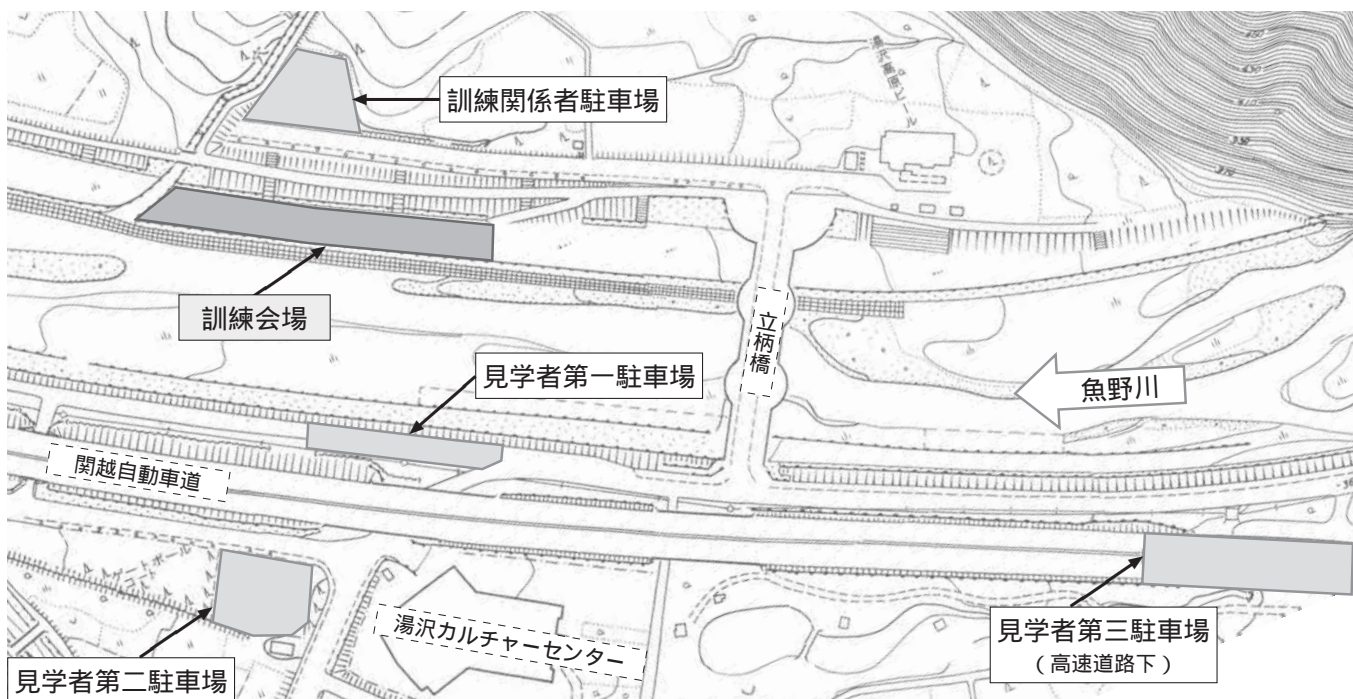 訓練関係者駐車場
訓練会場
見学者第一駐車場
立柄橋
魚野川
関越自動車道
湯沢カルチャーセンター
見学者第二駐車場
見学者第三駐車場
(高速道路下)